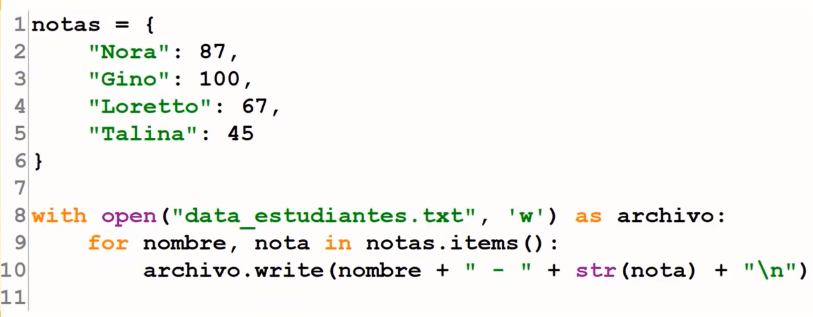 1 notas = {
2     "Nora": 87,
3     "Gino": 100,
4     "Loretto": 67,
5     "Talina": 45
6 }
7
8 with open("data_estudiantes.txt", 'w') as archivo:
9     for nombre, nota in notas.items():
10         archivo.write(nombre + " - " + str(nota) + "\n")
11